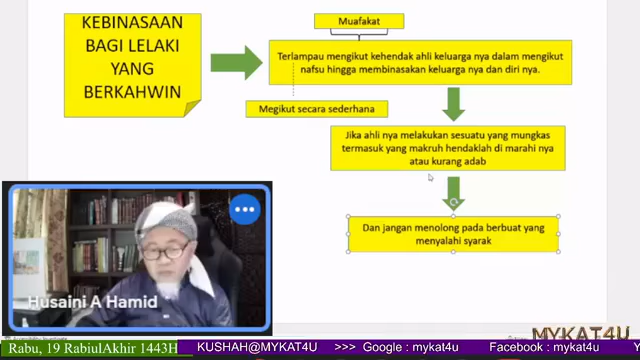 KEBINASAAN
BAGI LELAKI
YANG
BERKAHWIN
Muafakat
Terlampau mengikut kehendak ahli keluarga nya dalam mengikut
nafsu hingga membinasakan keluarga nya dan diri nya.
Megikut secara sederhana
Jika ahli nya melakukan sesuatu yang mungkas
termasuk yang makruh hendaklah di marahi nya
atau kurang adab
Dan jangan menolong pada berbuat yang
menyalahi syarak
Husaini A Hamid
MYKAT4U
Rabu, 19 RabiulAkhir 1443H KUSHAH@MYKAT4U >>> Google : mykat4u Facebook : mykat4u